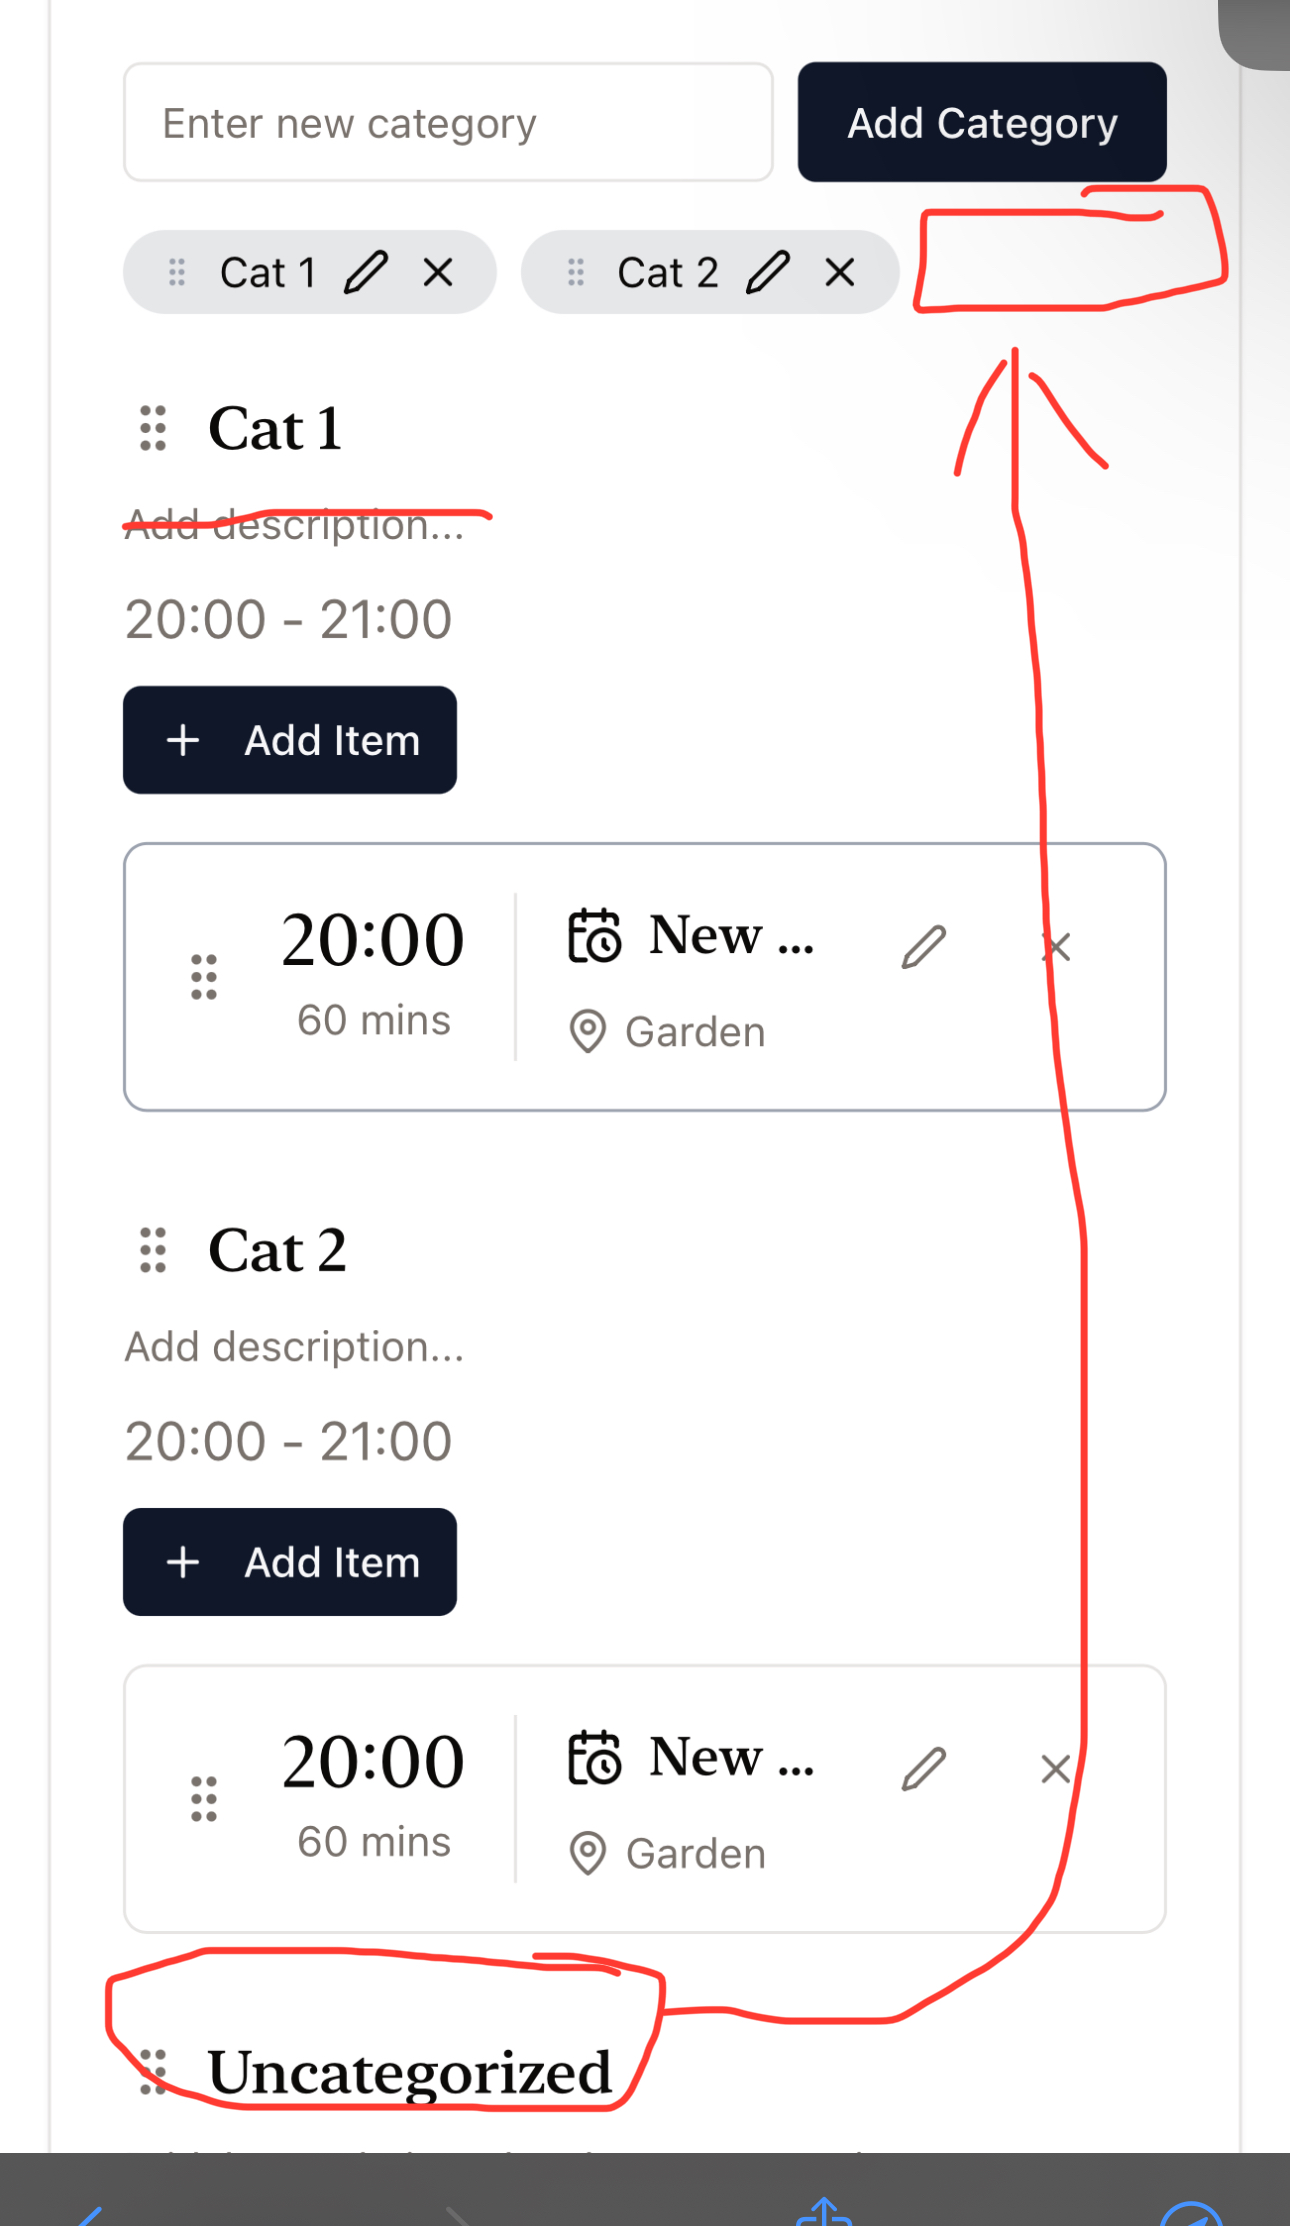 Enter new category
Add Category
Cat 1
Cat 2
Cat 1
Add description...
20:00 - 21:00
+ Add Item
20:00
New ...
60 mins
Garden
Cat 2
Add description...
20:00 - 21:00
+ Add Item
20:00
New ...
60 mins
Garden
Uncategorized